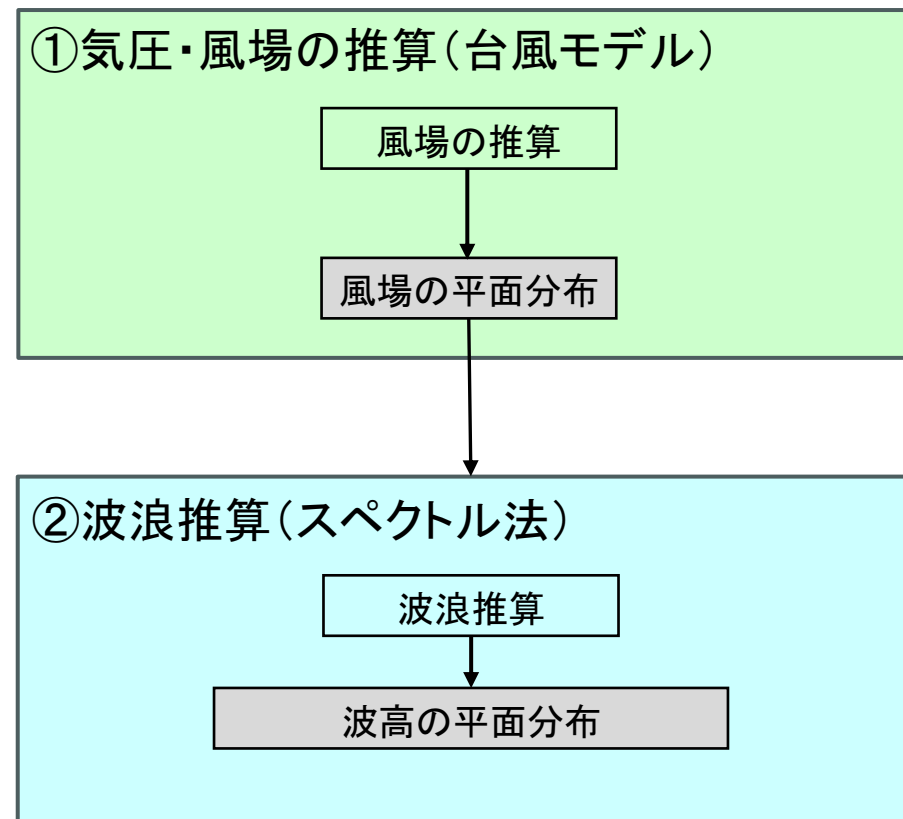 ①気圧・風場の推算(台風モデル)
風場の推算
風場の平面分布
②波浪推算(スペクトル法)
波浪推算
波高の平面分布